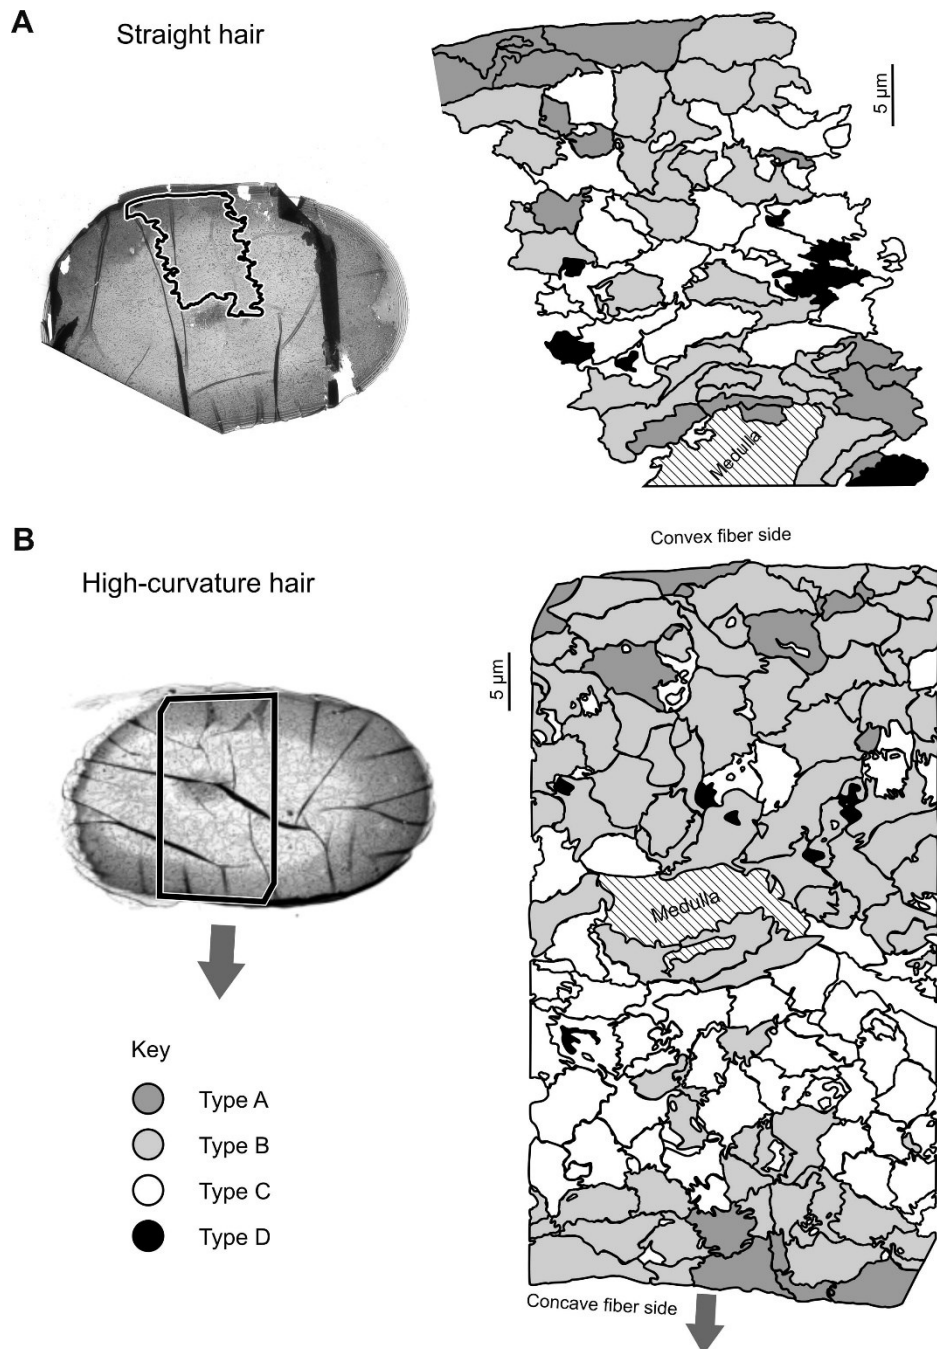 A
Straight hair
5 μm
Medulla
B
Convex fiber side
High-curvature hair
5 μm
Medulla
Key
Type A
Type B
Type C
Type D
Concave fiber side